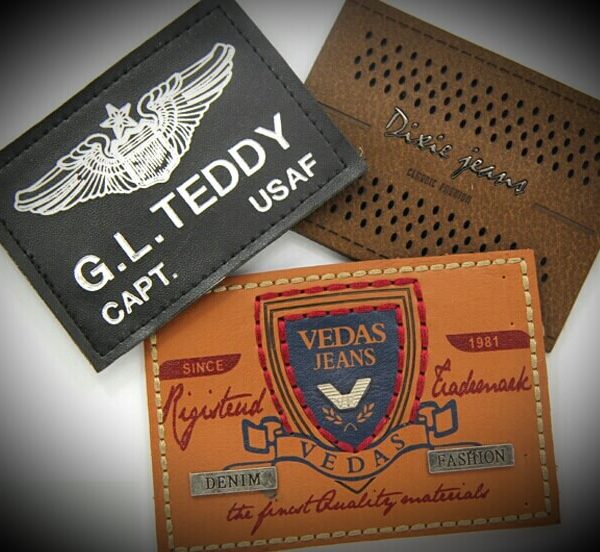 G.L.TEDDY
CAPT. USAF
Dixie jeans
CLASSIC FASHION
VEDAS
JEANS
SINCE 1981
Rigisterd Trademark
VEDAS
DENIM FASHION
the finest Quality materials